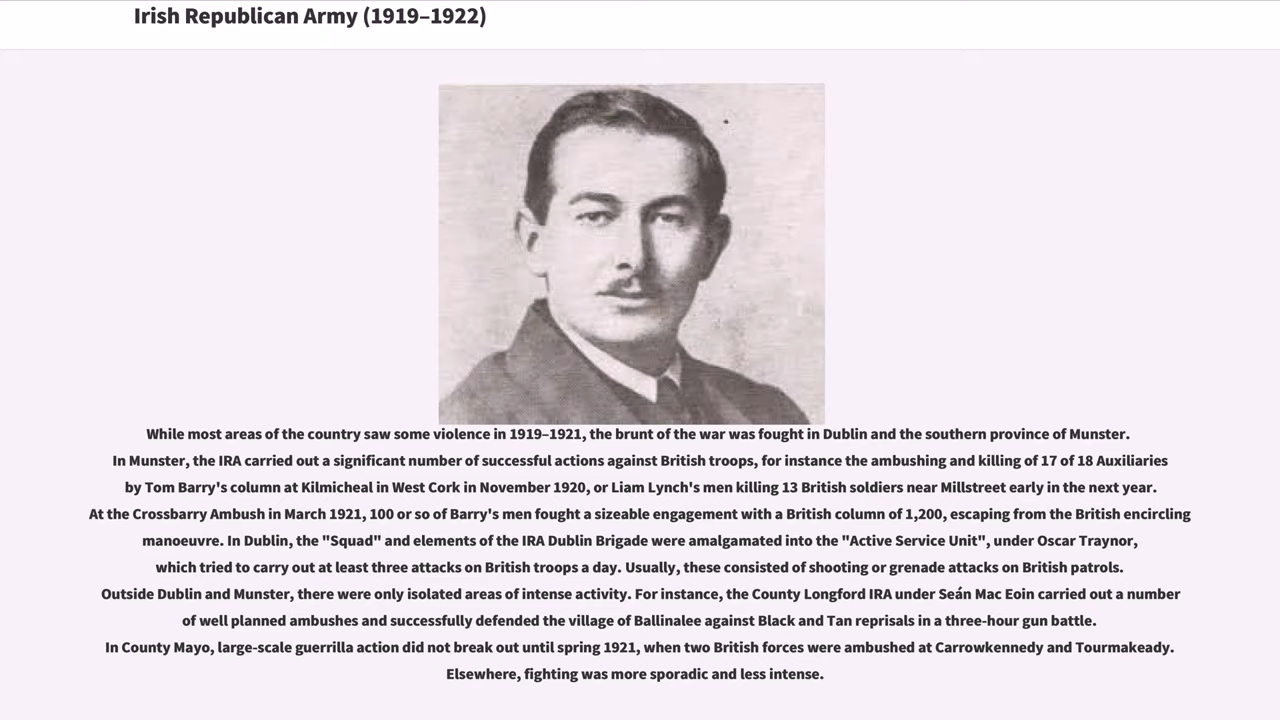 Irish Republican Army (1919–1922)
While most areas of the country saw some violence in 1919–1921, the brunt of the war was fought in Dublin and the southern province of Munster.
In Munster, the IRA carried out a significant number of successful actions against British troops, for instance the ambushing and killing of 17 of 18 Auxiliaries
by Tom Barry's column at Kilmicheal in West Cork in November 1920, or Liam Lynch's men killing 13 British soldiers near Millstreet early in the next year.
At the Crossbarry Ambush in March 1921, 100 or so of Barry's men fought a sizeable engagement with a British column of 1,200, escaping from the British encircling
manoeuvre. In Dublin, the "Squad" and elements of the IRA Dublin Brigade were amalgamated into the "Active Service Unit", under Oscar Traynor,
which tried to carry out at least three attacks on British troops a day. Usually, these consisted of shooting or grenade attacks on British patrols.
Outside Dublin and Munster, there were only isolated areas of intense activity. For instance, the County Longford IRA under Seán Mac Eoin carried out a number
of well planned ambushes and successfully defended the village of Ballinalee against Black and Tan reprisals in a three-hour gun battle.
In County Mayo, large-scale guerrilla action did not break out until spring 1921, when two British forces were ambushed at Carrowkennedy and Tourmakeady.
Elsewhere, fighting was more sporadic and less intense.